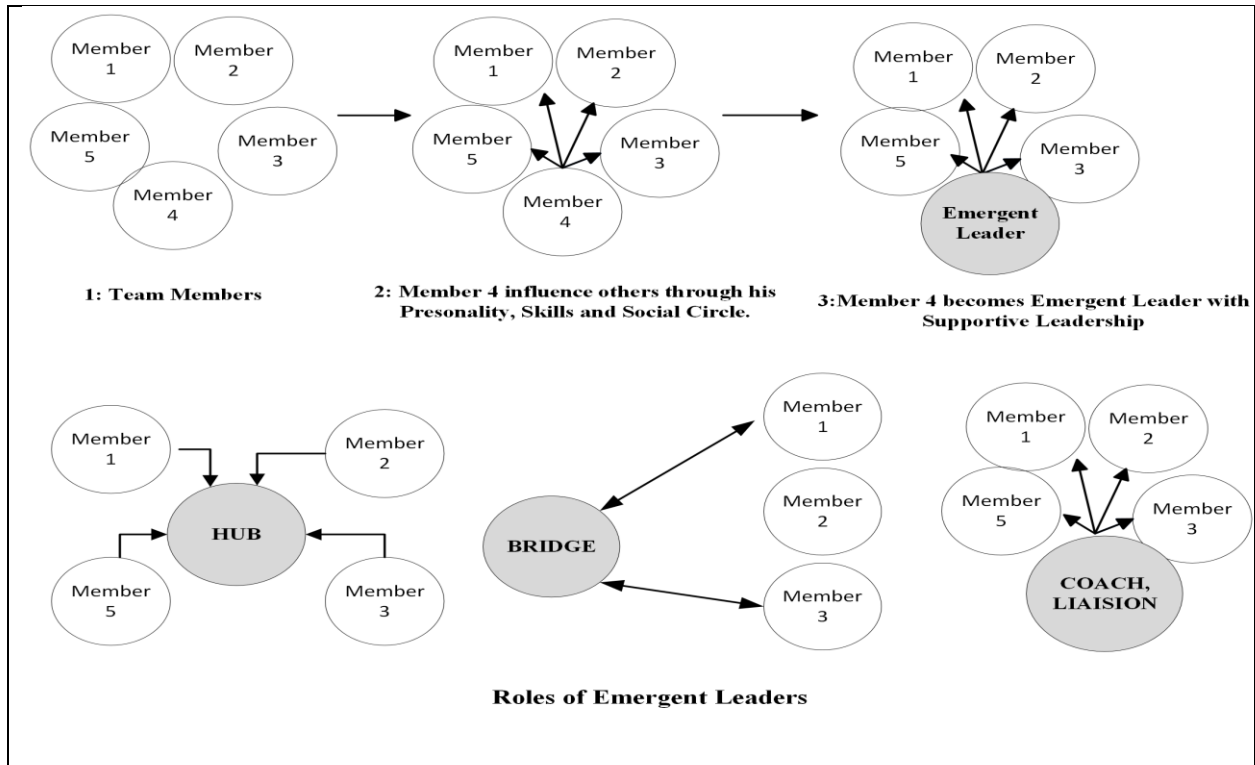 Member
1
Member
2
Member
5
Member
3
Member
4
1: Team Members
Member
1
Member
2
Member
5
Member
3
Member
4
2: Member 4 influence others through his
Presonality, Skills and Social Circle.
Member
1
Member
2
Member
5
Member
3
Emergent
Leader
3:Member 4 becomes Emergent Leader with
Supportive Leadership
Member
1
Member
2
HUB
Member
5
Member
3
Member
1
BRIDGE
Member
2
Member
3
Member
1
Member
2
Member
5
Member
3
COACH,
LIAISION
Roles of Emergent Leaders